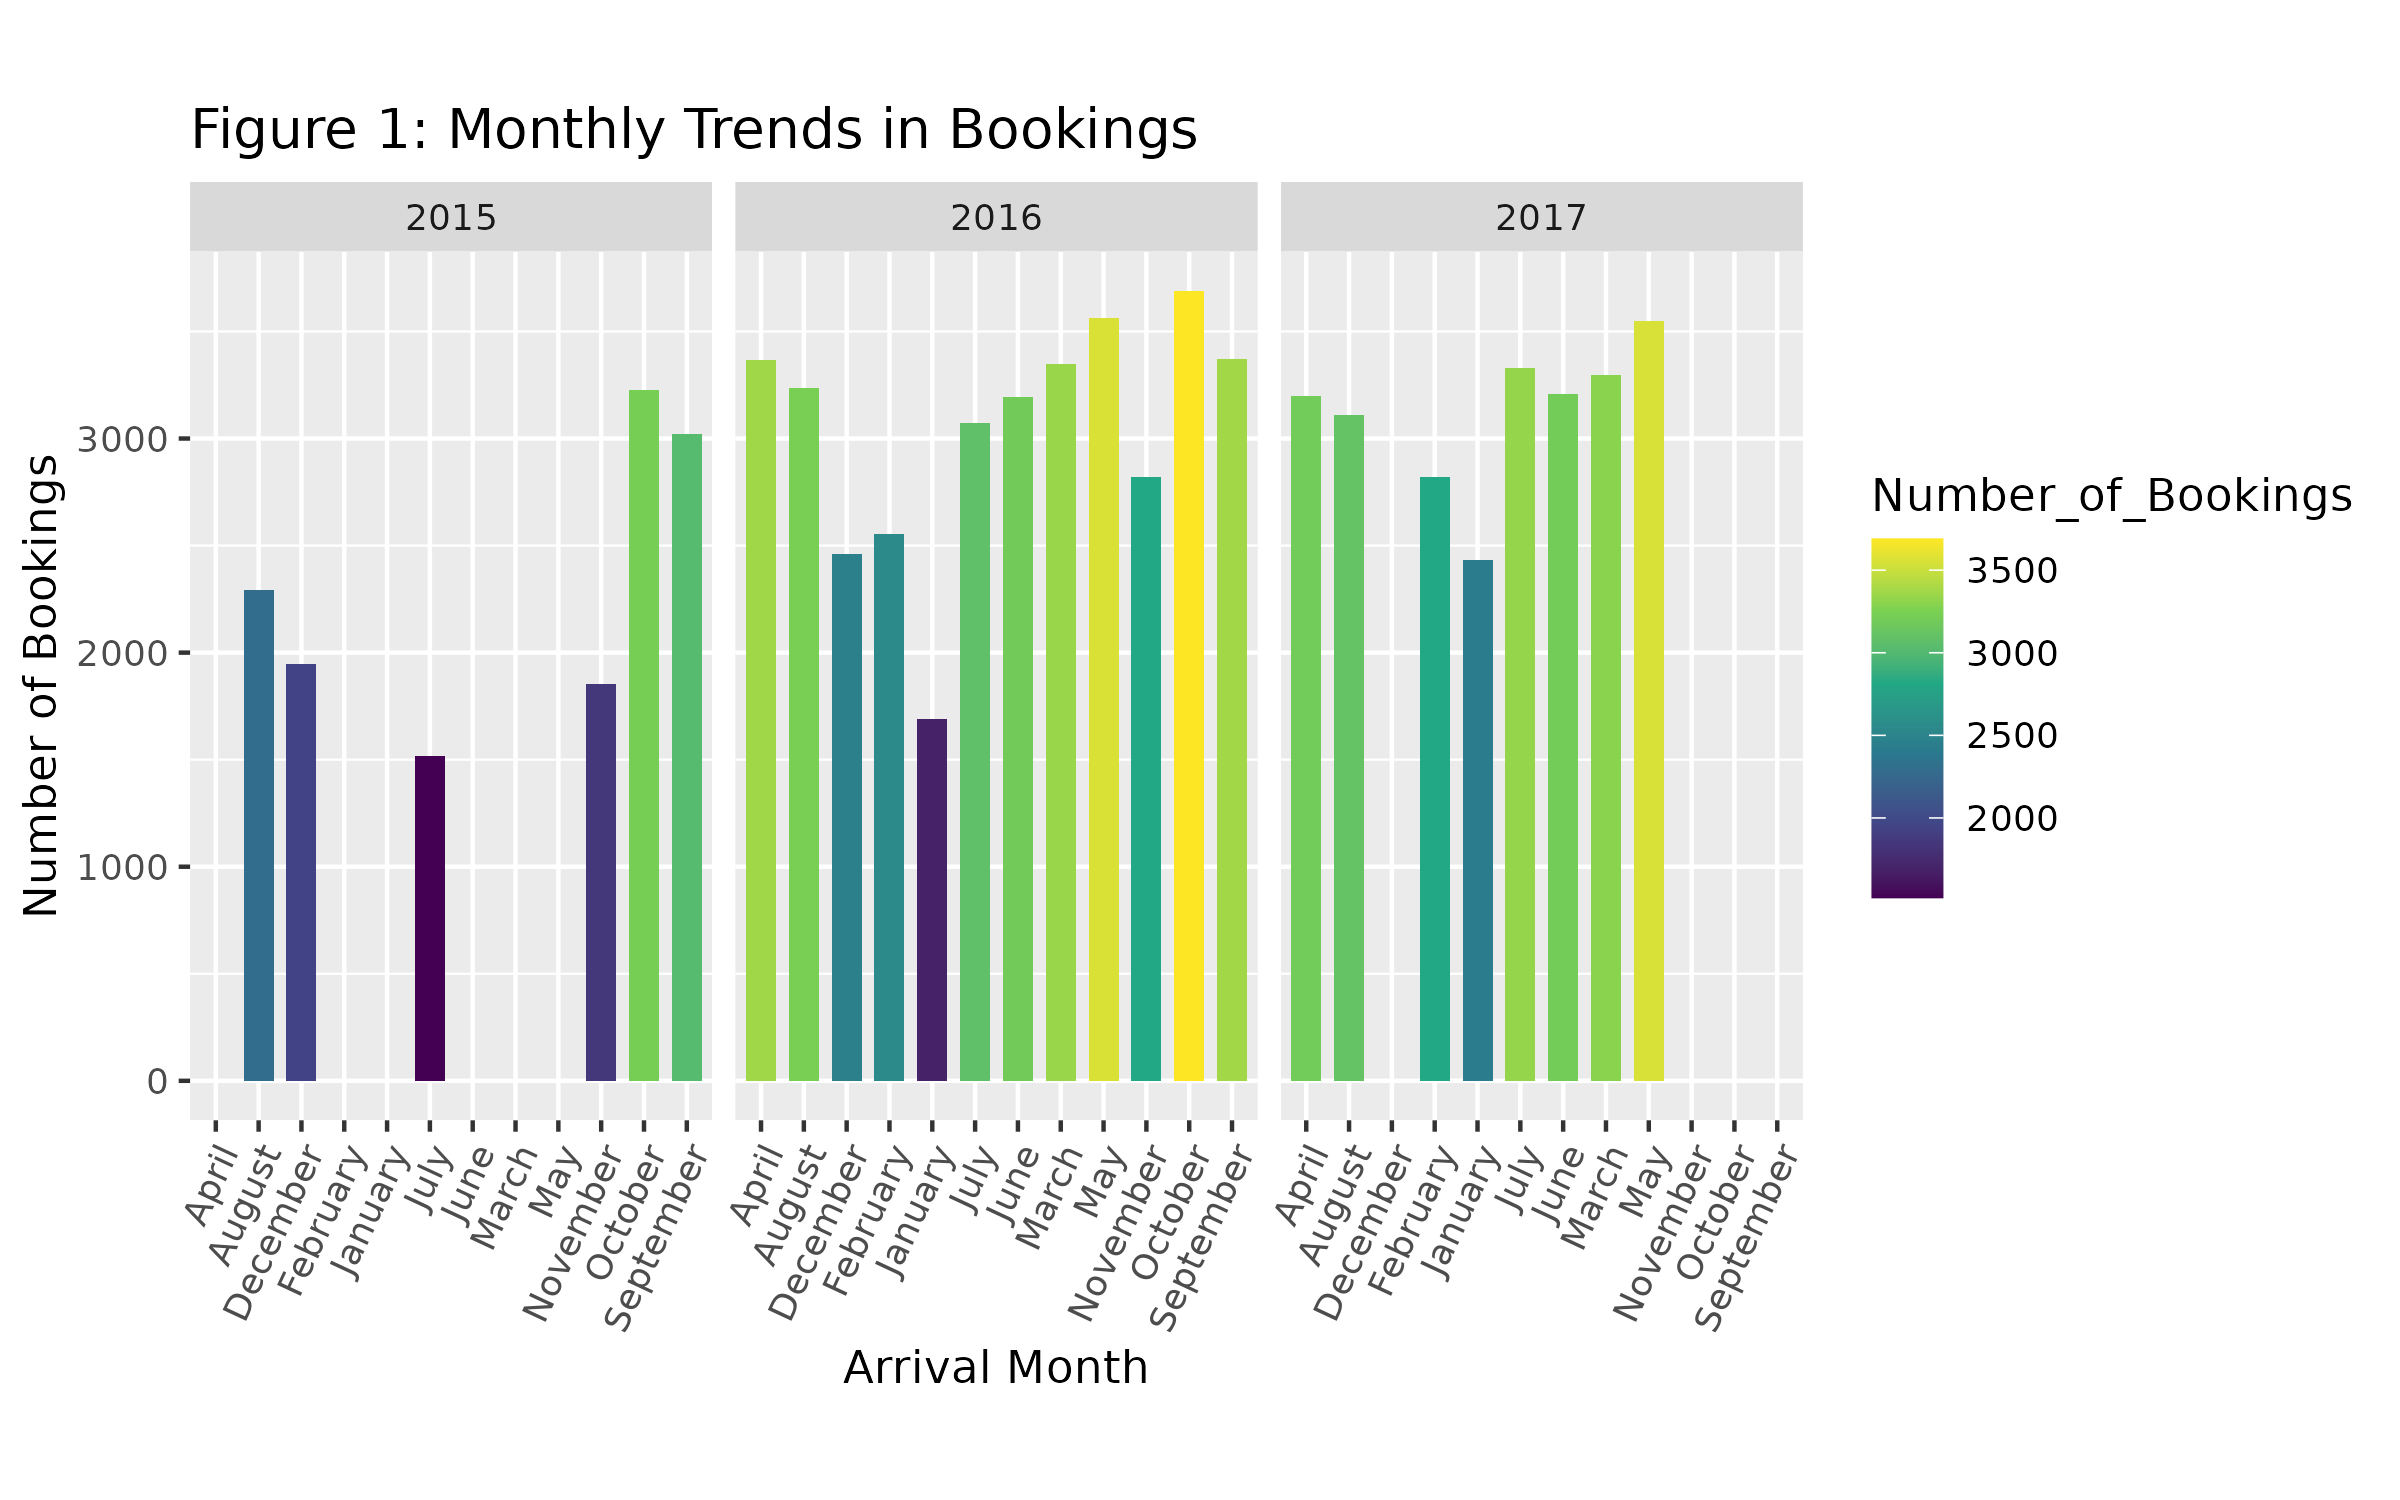 Figure 1: Monthly Trends in Bookings
2015
2016
2017
Number of Bookings
3000
2000
1000
0
April
August
December
February
January
July
June
March
May
November
October
September
April
August
December
February
January
July
June
March
May
November
October
September
April
August
December
February
January
July
June
March
May
November
October
September
Arrival Month
Number_of_Bookings
3500
3000
2500
2000